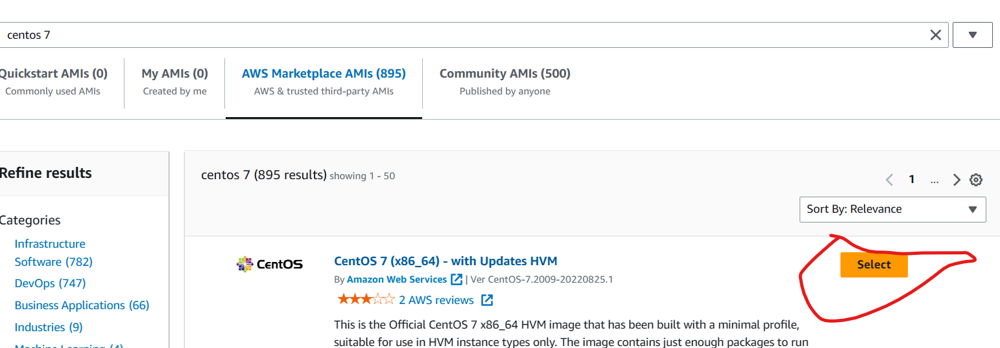 centos 7
Quickstart AMIs (0)
Commonly used AMIs
My AMIs (0)
Created by me
AWS Marketplace AMIs (895)
AWS & trusted third-party AMIs
Community AMIs (500)
Published by anyone
Refine results
Categories
Infrastructure
Software (782)
DevOps (747)
Business Applications (66)
Industries (9)
Machine Learning (4)
centos 7 (895 results) showing 1 - 50
1 ...
Sort By: Relevance
CentOS
CentOS 7 (x86_64) - with Updates HVM
By Amazon Web Services | Ver CentOS-7.2009-20220825.1
2 AWS reviews
This is the Official CentOS 7 x86_64 HVM image that has been built with a minimal profile,
suitable for use in HVM instance types only. The image contains just enough packages to run
Select